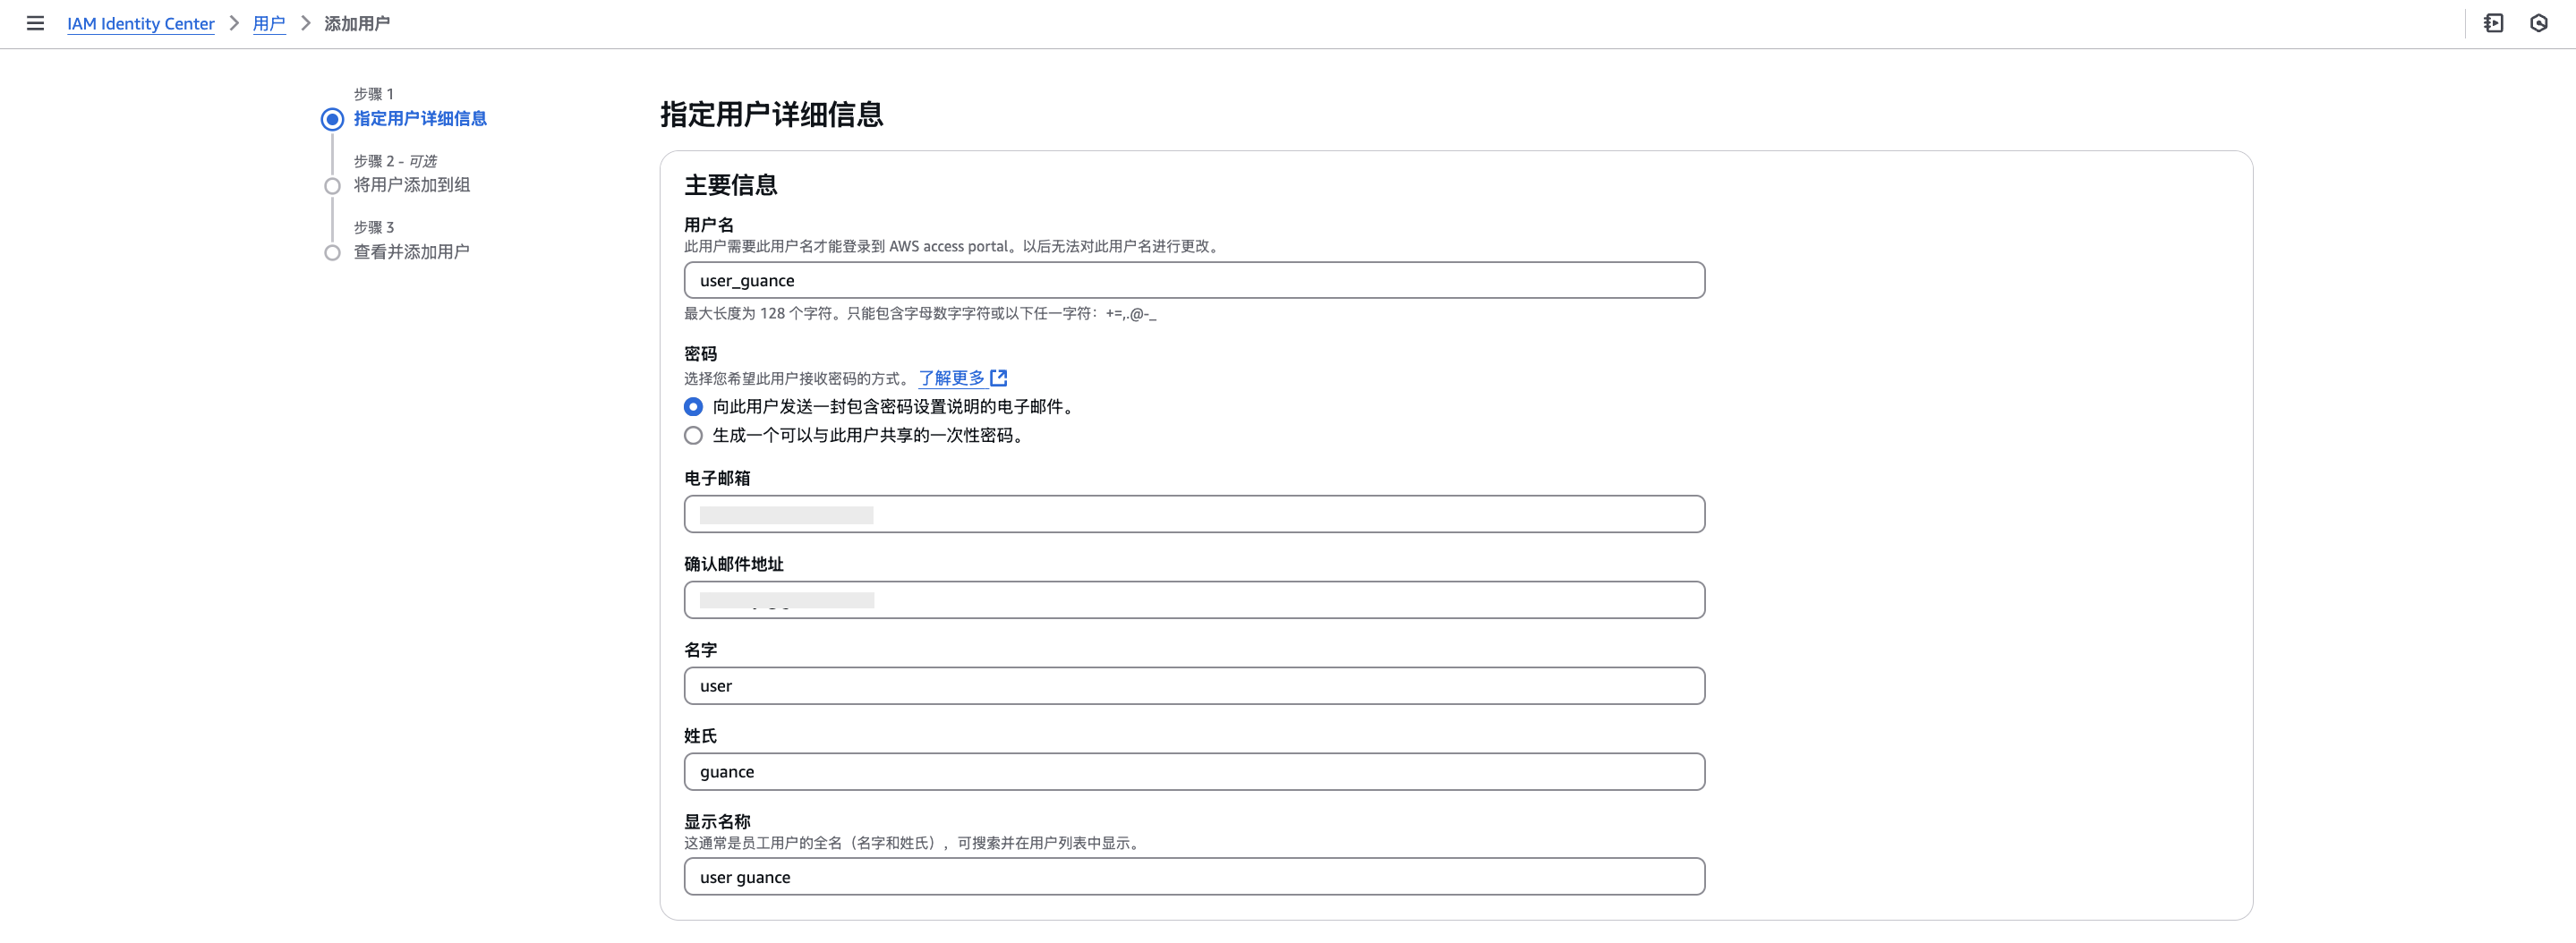 IAM Identity Center > 用户 > 添加用户
步骤 1
指定用户详细信息
步骤 2 - 可选
将用户添加到组
步骤 3
查看并添加用户
指定用户详细信息
主要信息
用户名
此用户需要此用户名才能登录到 AWS access portal。以后无法对此用户名进行更改。
user_guance
最大长度为 128 个字符。只能包含字母数字字符或以下任一字符：+=,.@-_
密码
选择您希望此用户接收密码的方式。 了解更多
向此用户发送一封包含密码设置说明的电子邮件。
生成一个可以与此用户共享的一次性密码。
电子邮箱
确认邮件地址
名字
user
姓氏
guance
显示名称
这通常是员工用户的全名（名字和姓氏），可搜索并在用户列表中显示。
user guance